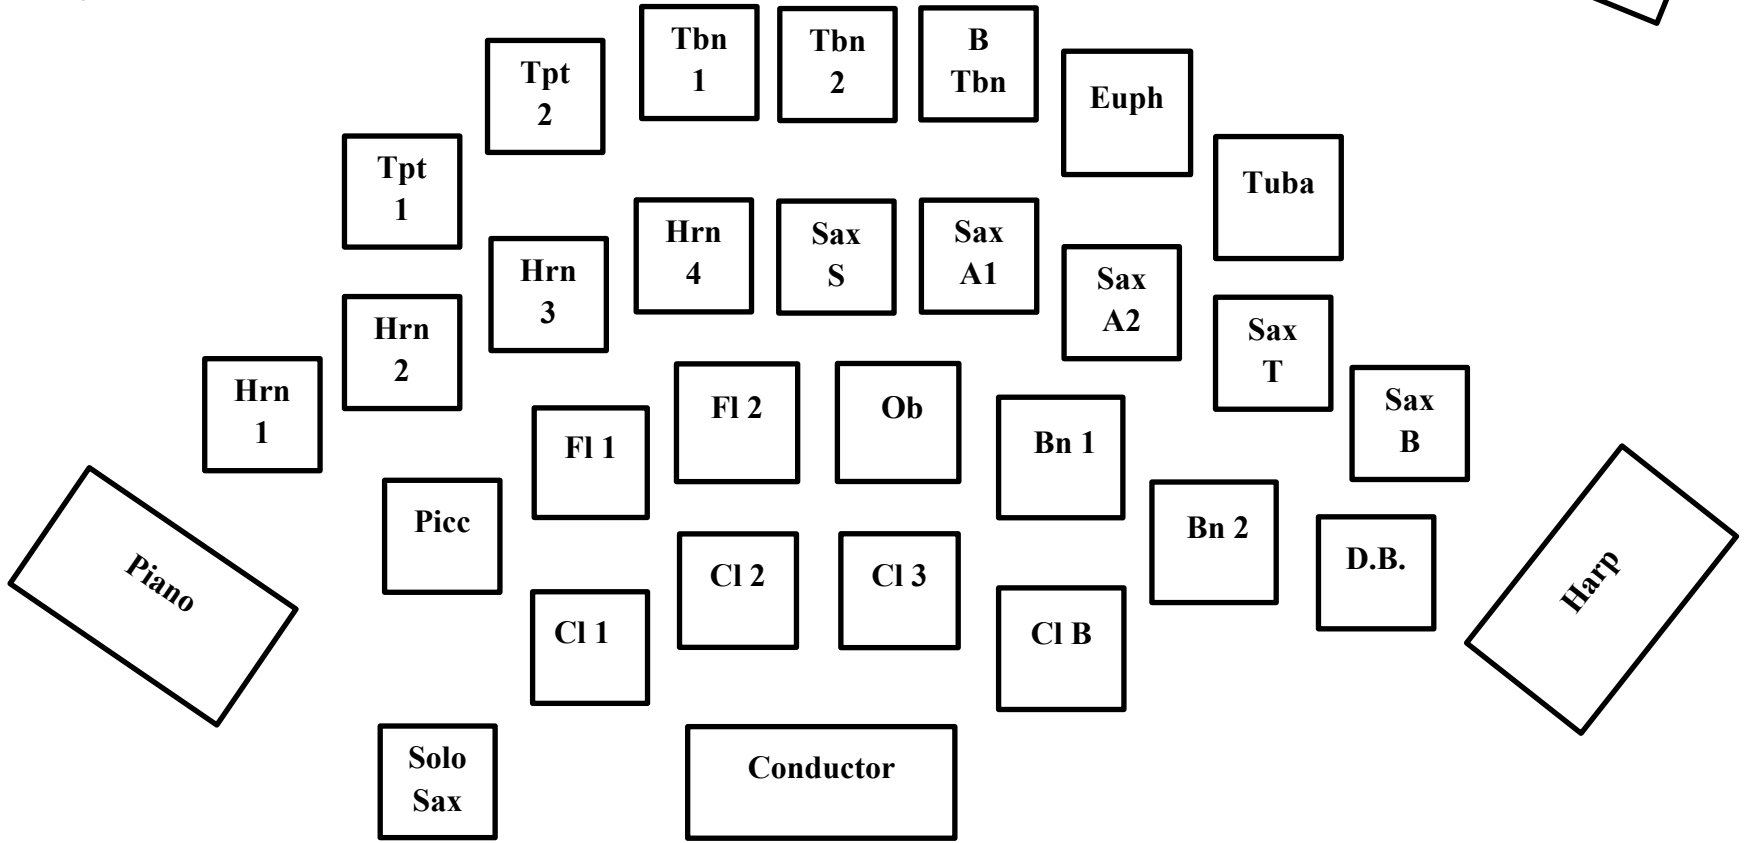 Tbn
1
Tbn
2
B
Tbn
Tpt
2
Euph
Tpt
1
Tuba
Hrn
4
Sax
S
Sax
A1
Hrn
3
Sax
A2
Hrn
2
Sax
T
Hrn
1
Sax
B
Fl 2
Ob
Fl 1
Bn 1
Picc
Bn 2
D.B.
Piano
Harp
Cl 2
Cl 3
Cl 1
Cl B
Solo
Sax
Conductor